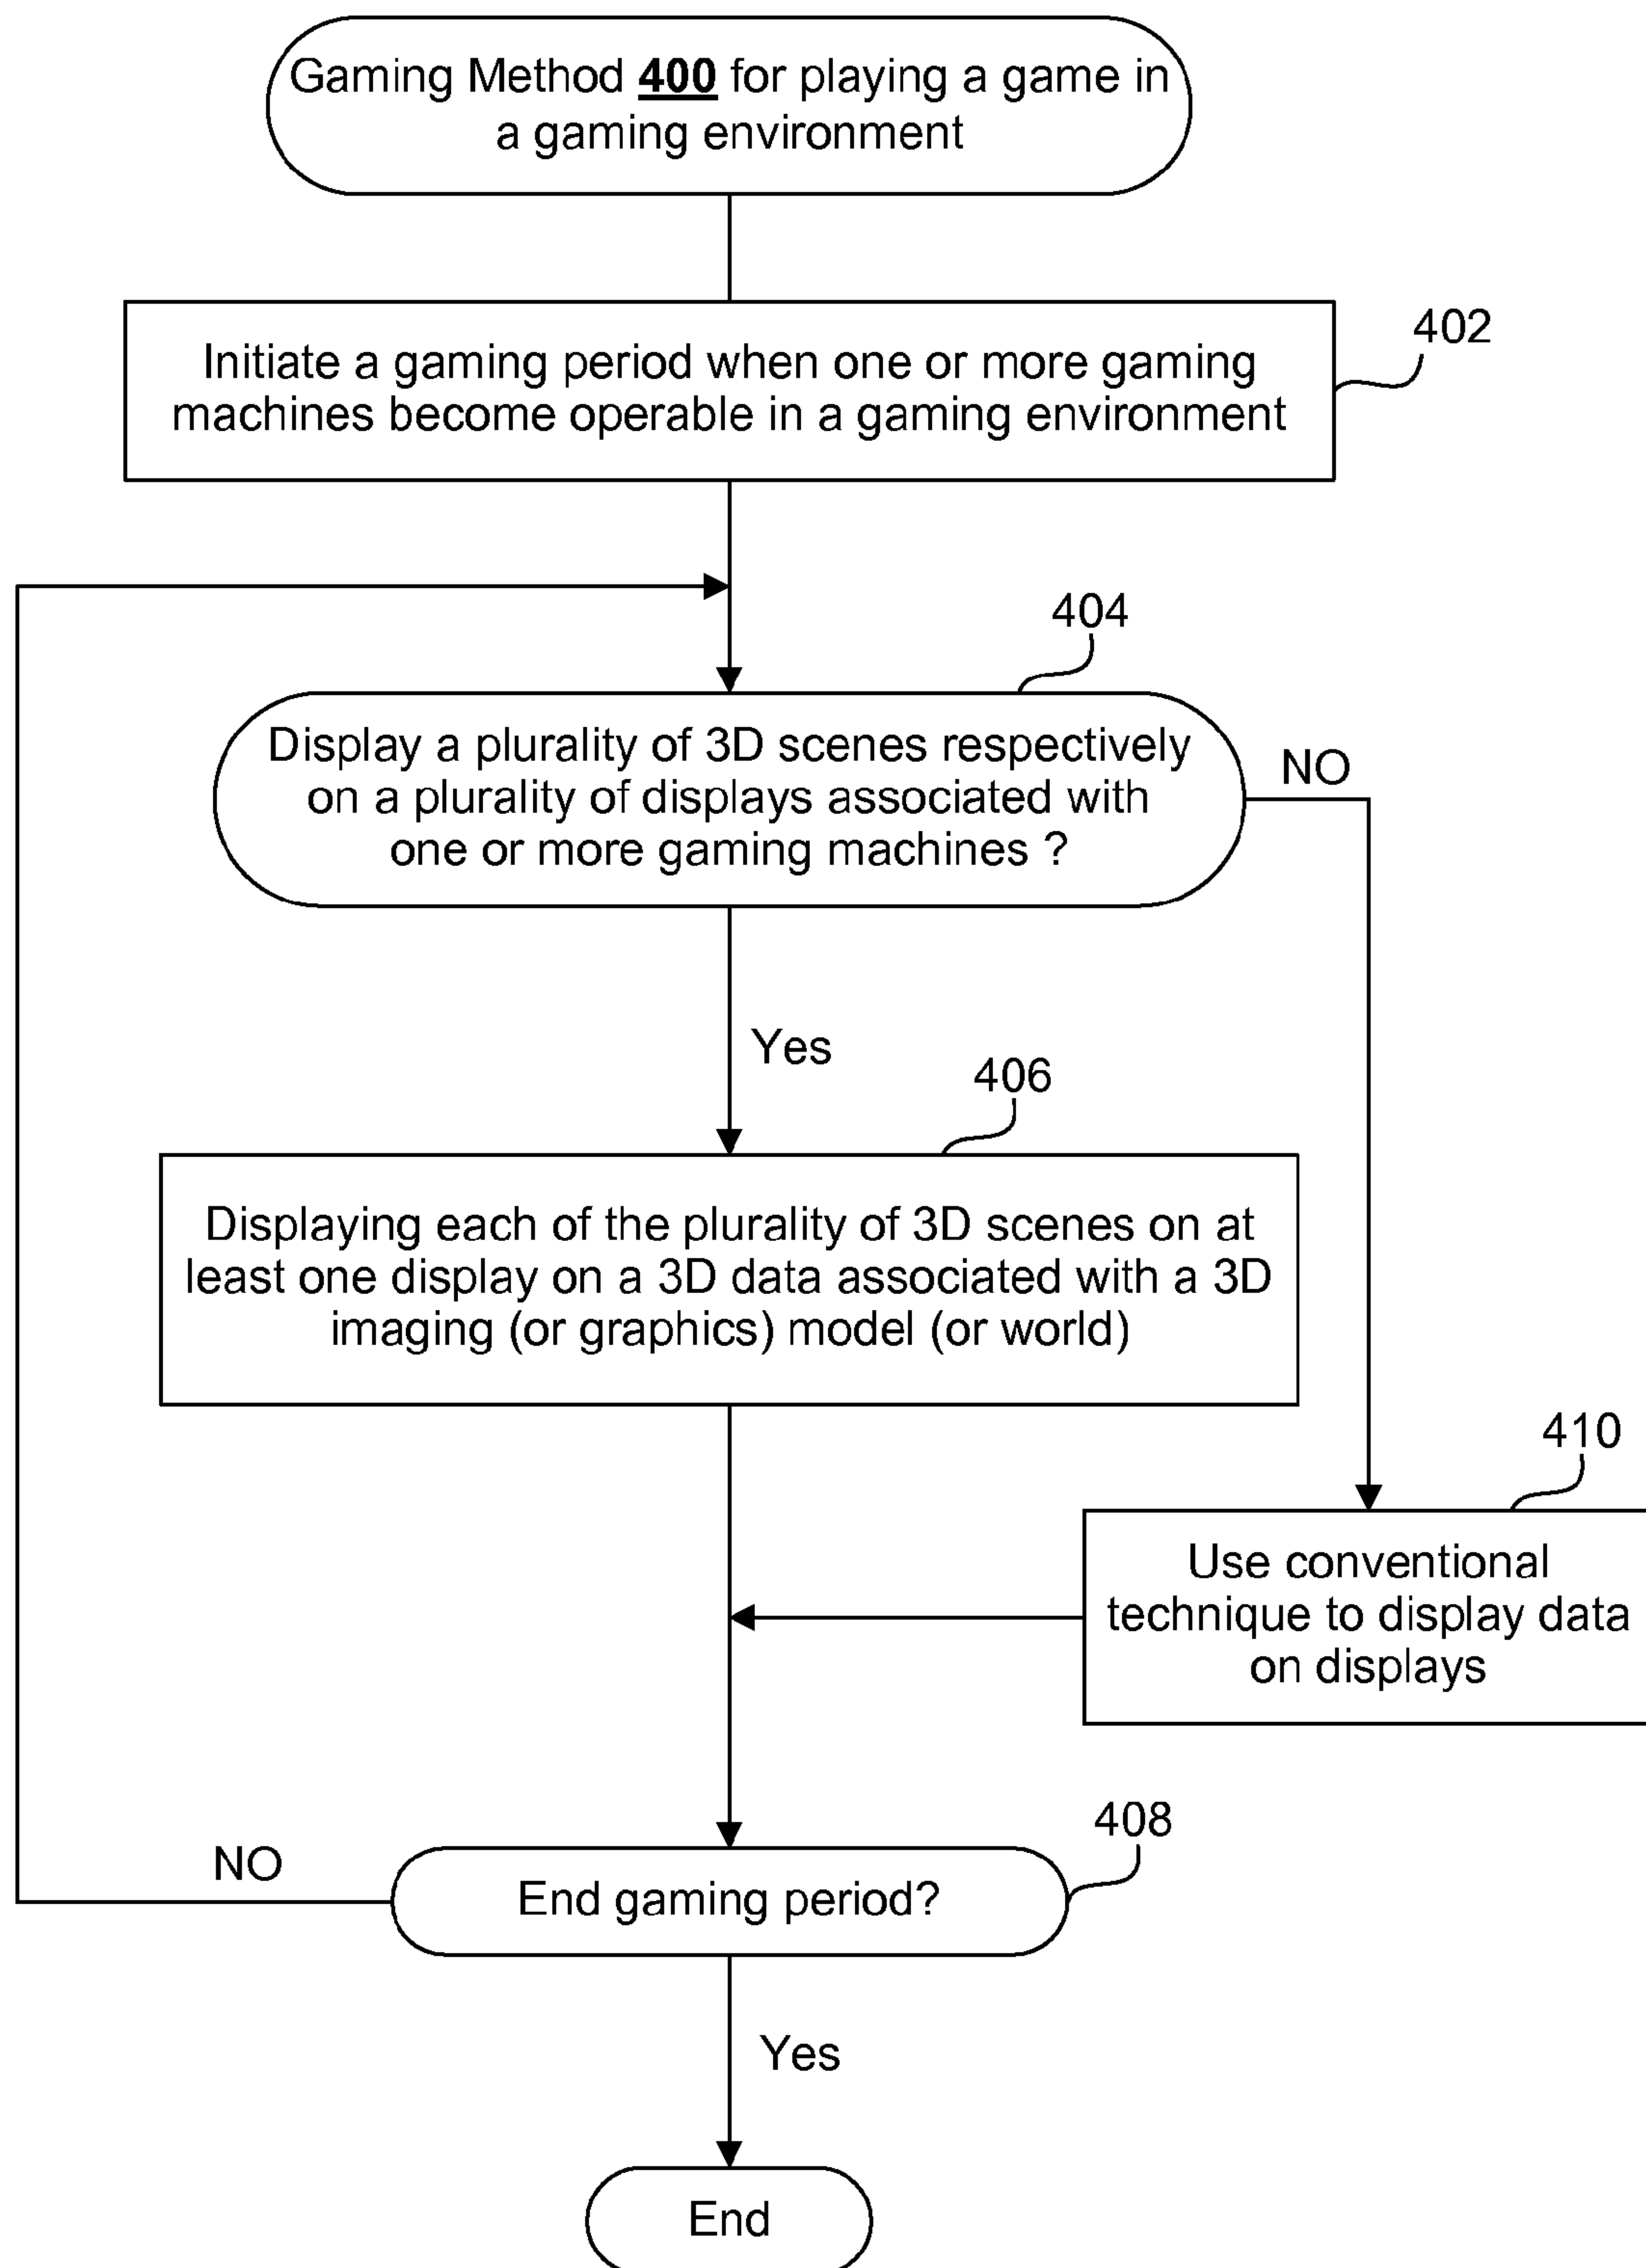 Gaming Method 400 for playing a game in
a gaming environment
402
Initiate a gaming period when one or more gaming
machines become operable in a gaming environment
404
Display a plurality of 3D scenes respectively
on a plurality of displays associated with
one or more gaming machines ?
NO
Yes
406
Displaying each of the plurality of 3D scenes on at
least one display on a 3D data associated with a 3D
imaging (or graphics) model (or world)
410
Use conventional
technique to display data
on displays
408
NO
End gaming period?
Yes
End